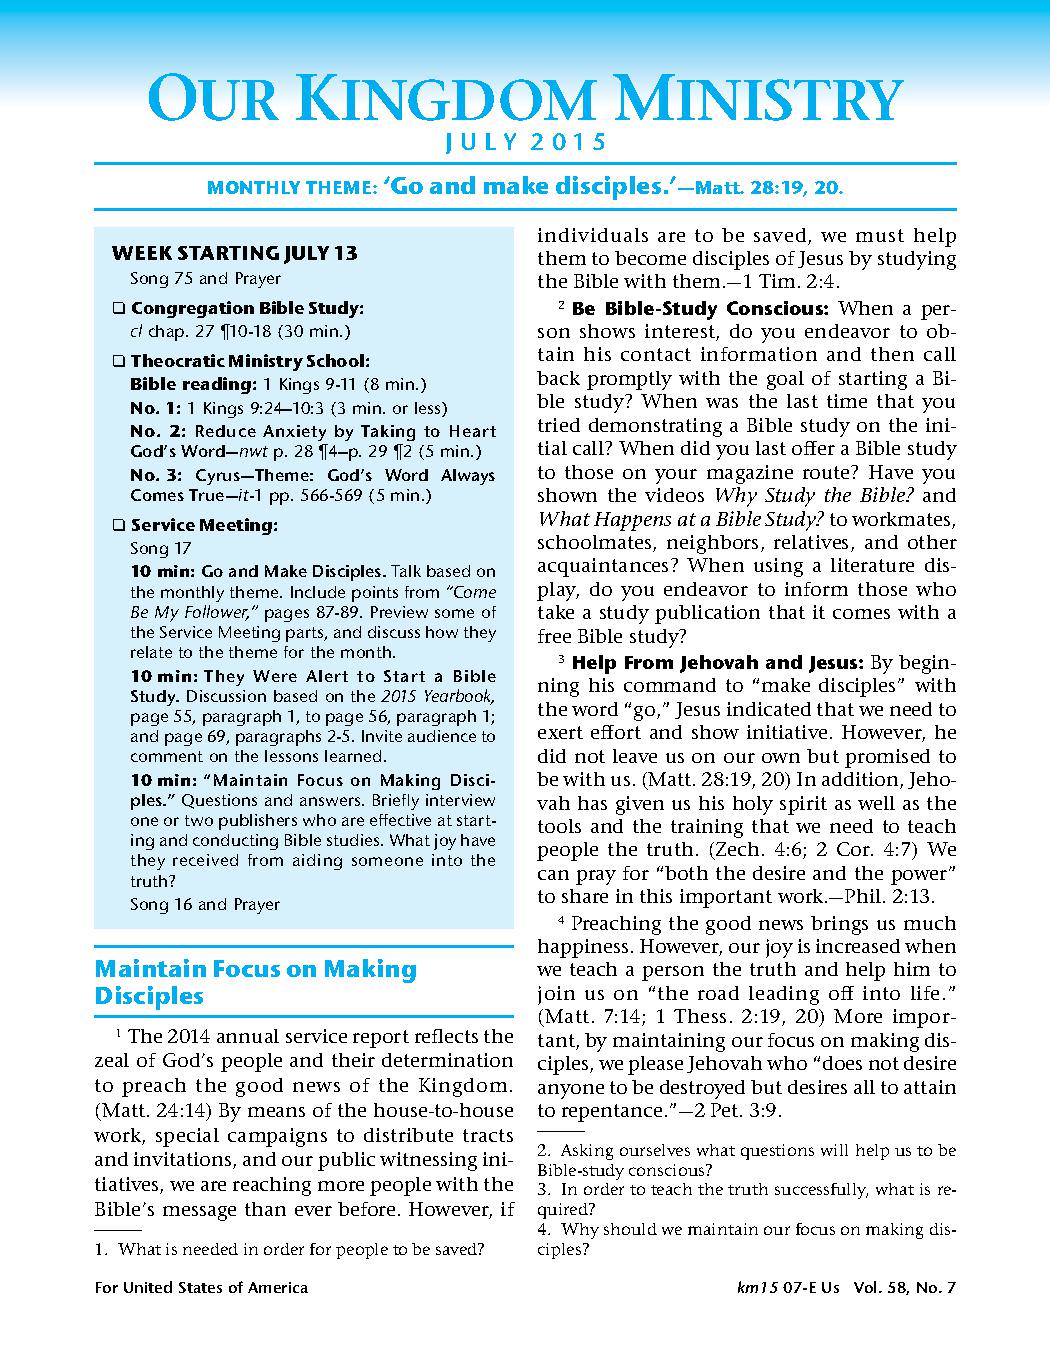 OUR KINGDOM MINISTRY
JULY 2015
MONTHLY THEME: ‘Go and make disciples.’—Matt. 28:19, 20.
WEEK STARTING JULY 13
Song 75 and Prayer
❑ Congregation Bible Study:
cl chap. 27 ¶10-18 (30 min.)
❑ Theocratic Ministry School:
Bible reading: 1 Kings 9-11 (8 min.)
No. 1: 1 Kings 9:24–10:3 (3 min. or less)
No. 2: Reduce Anxiety by Taking to Heart
God’s Word—nwt p. 28 ¶4–p. 29 ¶2 (5 min.)
No. 3: Cyrus—Theme: God’s Word Always
Comes True—it-1 pp. 566-569 (5 min.)
❑ Service Meeting:
Song 17
10 min: Go and Make Disciples. Talk based on
the monthly theme. Include points from “Come
Be My Follower,” pages 87-89. Preview some of
the Service Meeting parts, and discuss how they
relate to the theme for the month.
10 min: They Were Alert to Start a Bible
Study. Discussion based on the 2015 Yearbook,
page 55, paragraph 1, to page 56, paragraph 1;
and page 69, paragraphs 2-5. Invite audience to
comment on the lessons learned.
10 min: “Maintain Focus on Making Disci-
ples.” Questions and answers. Briefly interview
one or two publishers who are effective at start-
ing and conducting Bible studies. What joy have
they received from aiding someone into the
truth?
Song 16 and Prayer
Maintain Focus on Making
Disciples
1 The 2014 annual service report reflects the
zeal of God’s people and their determination
to preach the good news of the Kingdom.
(Matt. 24:14) By means of the house-to-house
work, special campaigns to distribute tracts
and invitations, and our public witnessing ini-
tiatives, we are reaching more people with the
Bible’s message than ever before. However, if
1. What is needed in order for people to be saved?
individuals are to be saved, we must help
them to become disciples of Jesus by studying
the Bible with them.—1 Tim. 2:4.
2 Be Bible-Study Conscious: When a per-
son shows interest, do you endeavor to ob-
tain his contact information and then call
back promptly with the goal of starting a Bi-
ble study? When was the last time that you
tried demonstrating a Bible study on the ini-
tial call? When did you last offer a Bible study
to those on your magazine route? Have you
shown the videos Why Study the Bible? and
What Happens at a Bible Study? to workmates,
schoolmates, neighbors, relatives, and other
acquaintances? When using a literature dis-
play, do you endeavor to inform those who
take a study publication that it comes with a
free Bible study?
3 Help From Jehovah and Jesus: By begin-
ning his command to “make disciples” with
the word “go,” Jesus indicated that we need to
exert effort and show initiative. However, he
did not leave us on our own but promised to
be with us. (Matt. 28:19, 20) In addition, Jeho-
vah has given us his holy spirit as well as the
tools and the training that we need to teach
people the truth. (Zech. 4:6; 2 Cor. 4:7) We
can pray for “both the desire and the power”
to share in this important work.—Phil. 2:13.
4 Preaching the good news brings us much
happiness. However, our joy is increased when
we teach a person the truth and help him to
join us on “the road leading off into life.”
(Matt. 7:14; 1 Thess. 2:19, 20) More impor-
tant, by maintaining our focus on making dis-
ciples, we please Jehovah who “does not desire
anyone to be destroyed but desires all to attain
to repentance.”—2 Pet. 3:9.
2. Asking ourselves what questions will help us to be
Bible-study conscious?
3. In order to teach the truth successfully, what is re-
quired?
4. Why should we maintain our focus on making dis-
ciples?
For United States of America
km15 07-E Us Vol. 58, No. 7